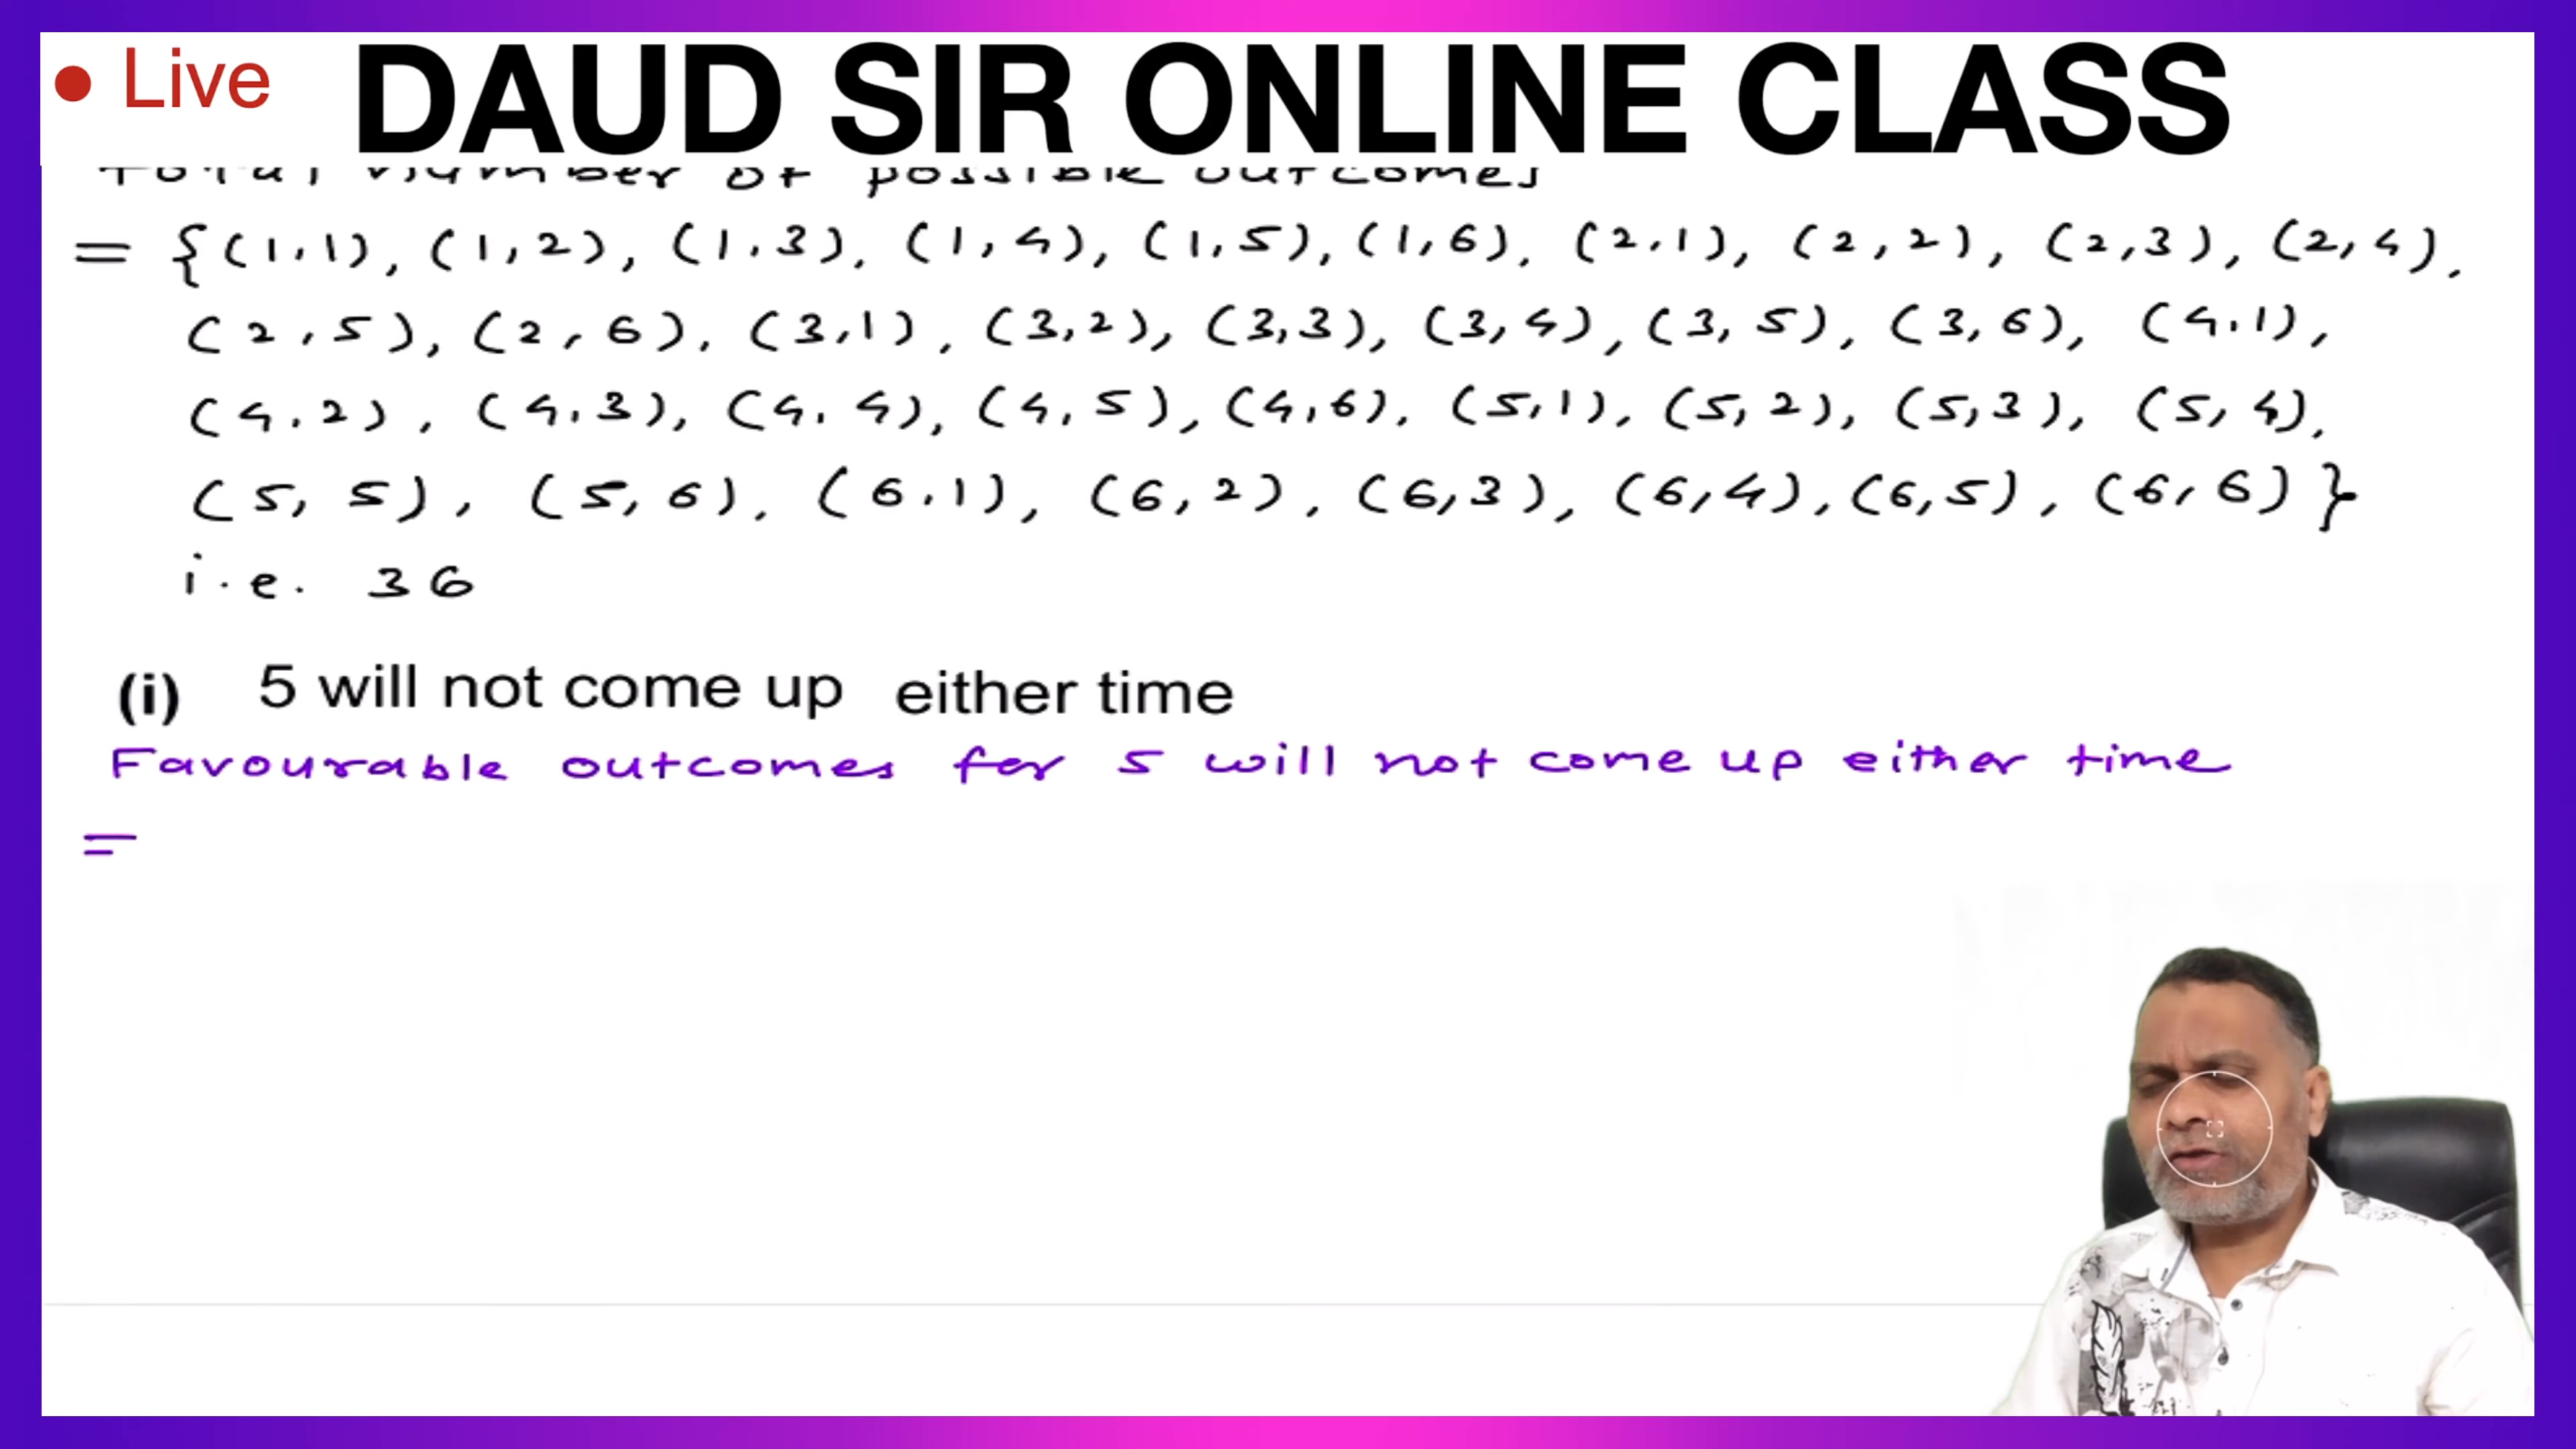 • Live DAUD SIR ONLINE CLASS
Total number of possible outcomes
= {(1,1), (1,2), (1,3), (1,4), (1,5), (1,6), (2,1), (2,2), (2,3), (2,4),
(2,5), (2,6), (3,1), (3,2), (3,3), (3,4), (3,5), (3,6), (4,1),
(4,2), (4,3), (4,4), (4,5), (4,6), (5,1), (5,2), (5,3), (5,4),
(5,5), (5,6), (6,1), (6,2), (6,3), (6,4), (6,5), (6,6)}
i.e. 36
(i) 5 will not come up either time
Favourable outcomes for 5 will not come up either time
=